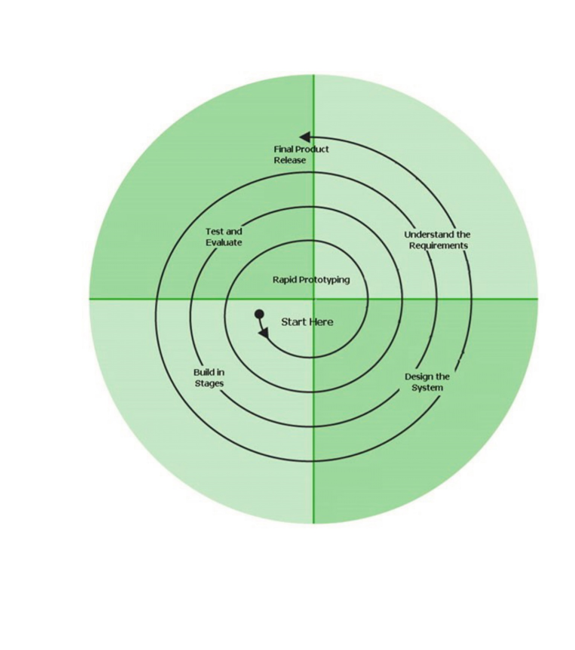 Final Product
Release
Test and
Evaluate
Understand the
Requirements
Rapid Prototyping
Start Here
Build in
Stages
Design the
System